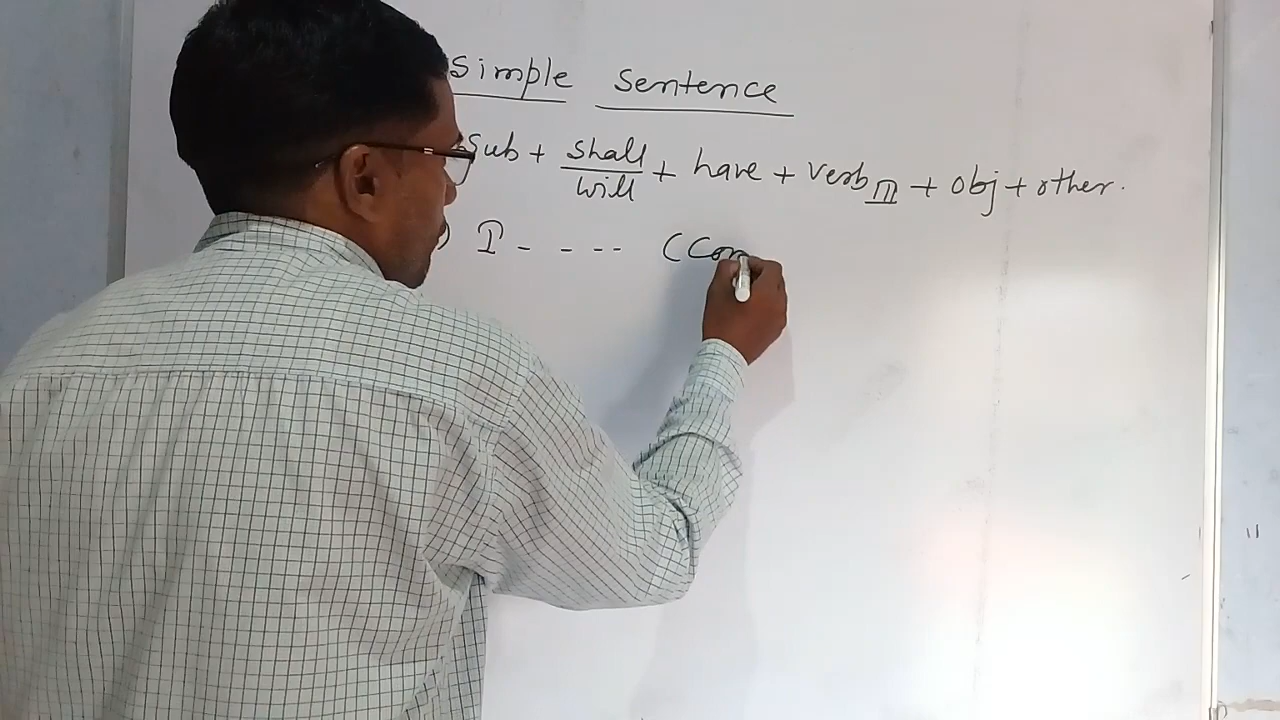 Simple Sentence
Sub + shall/will + have + verb III + obj + other.
) I - - - - (Com